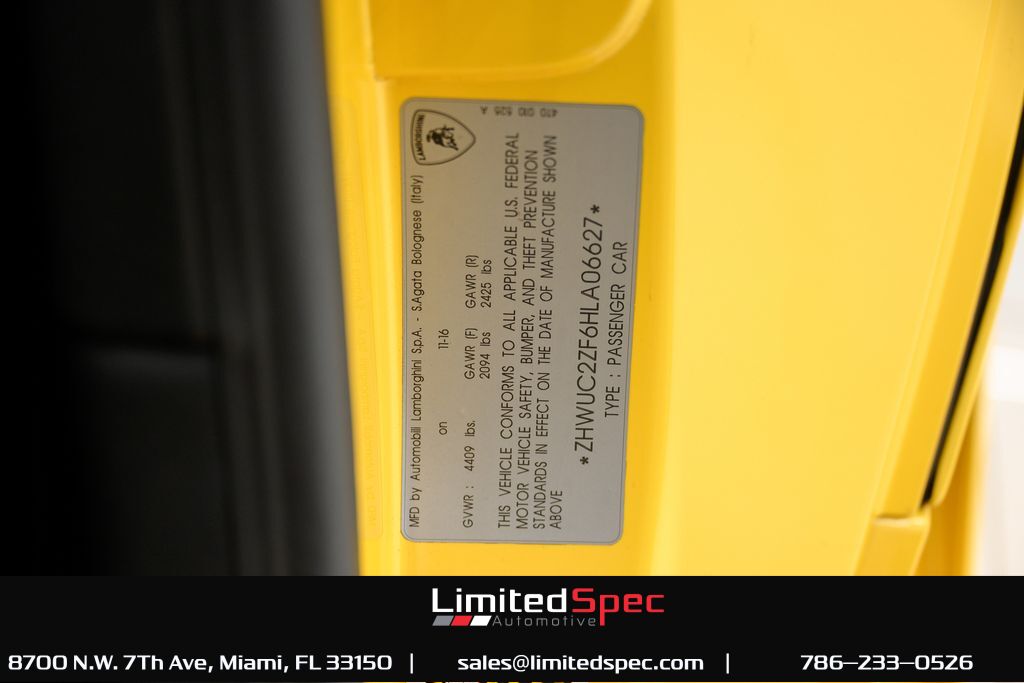 LAMBORGHINI
470 010 826 A
MFD by Automobili Lamborghini S.p.A. - S.Agata Bolognese (Italy)
on 11-16
GVWR : 4409 lbs. GAWR (F) GAWR (R)
2094 lbs 2425 lbs
THIS VEHICLE CONFORMS TO ALL APPLICABLE U.S. FEDERAL
MOTOR VEHICLE SAFETY, BUMPER, AND THEFT PREVENTION
STANDARDS IN EFFECT ON THE DATE OF MANUFACTURE SHOWN
ABOVE
*ZHWUC2ZF6HLA06627*
TYPE : PASSENGER CAR
LimitedSpec
Automotive
8700 N.W. 7Th Ave, Miami, FL 33150 | sales@limitedspec.com | 786-233-0526